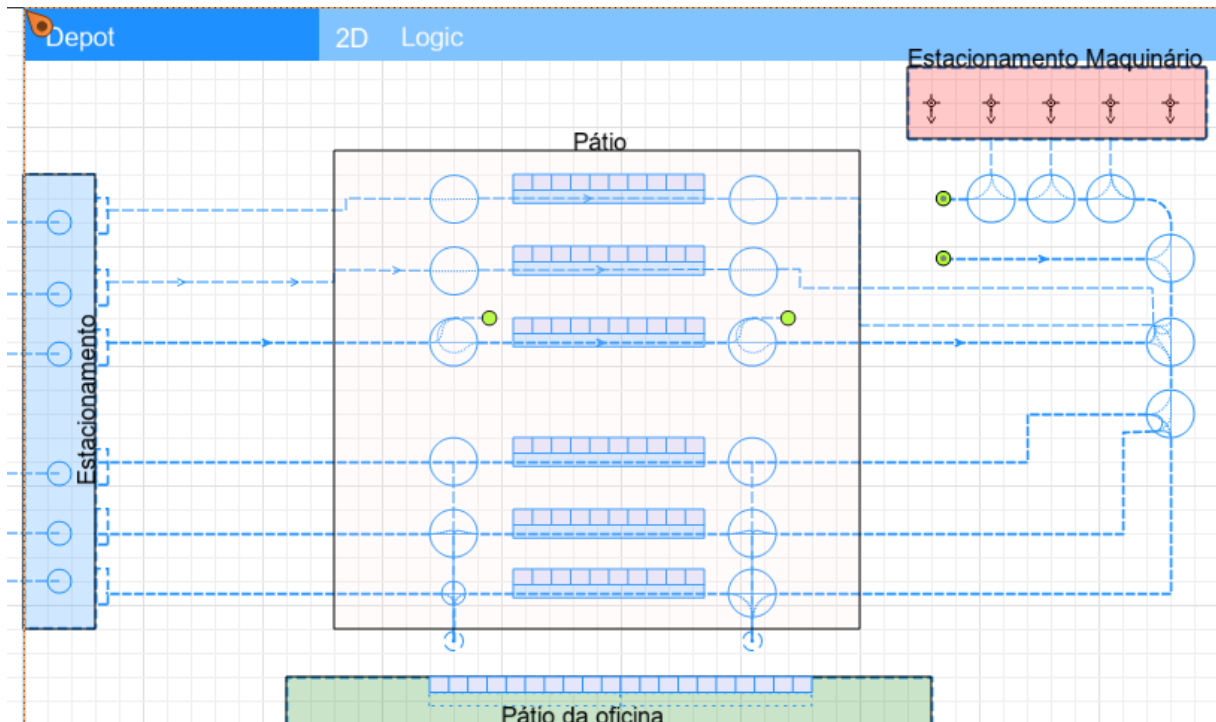 Depot
2D Logic
Estacionamento Maquinário
Pátio
Estacionamento
Pátio da oficina